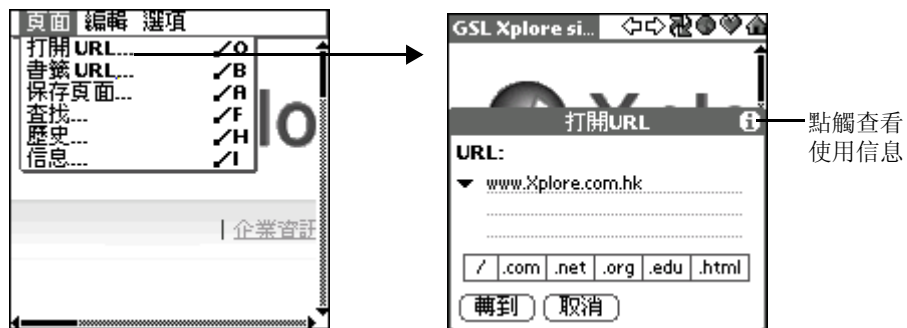 頁面 編輯 選項
打開 URL... ✓O
書籤 URL... ✓B
保存頁面... ✓A
查找... ✓F
歷史... ✓H
信息... ✓I
lo
| 企業資訊
GSL Xplore si...
Xplo
打開URL
URL:
www.Xplore.com.hk
/ .com .net .org .edu .html
轉到 取消
點觸查看
使用信息